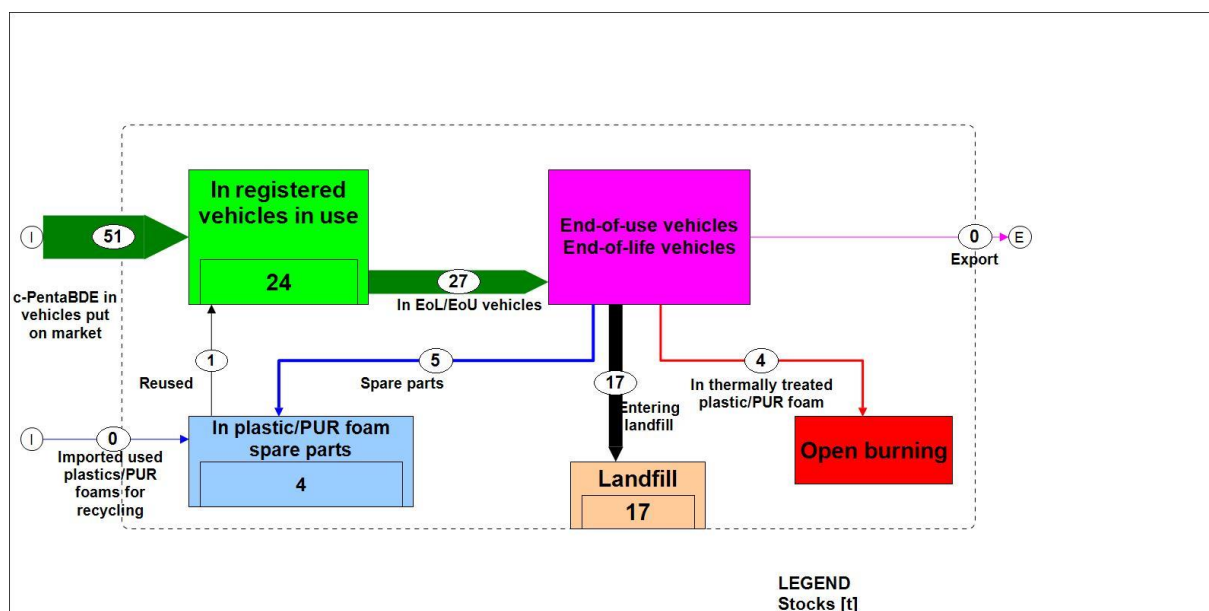 In registered
vehicles in use
24
I
51
c-PentaBDE in
vehicles put
on market
27
In EoL/EoU vehicles
End-of-use vehicles
End-of-life vehicles
0
E
Export
1
Reused
5
Spare parts
17
Entering
landfill
4
In thermally treated
plastic/PUR foam
I
0
Imported used
plastics/PUR
foams for
recycling
In plastic/PUR foam
spare parts
4
Landfill
17
Open burning
LEGEND
Stocks [t]